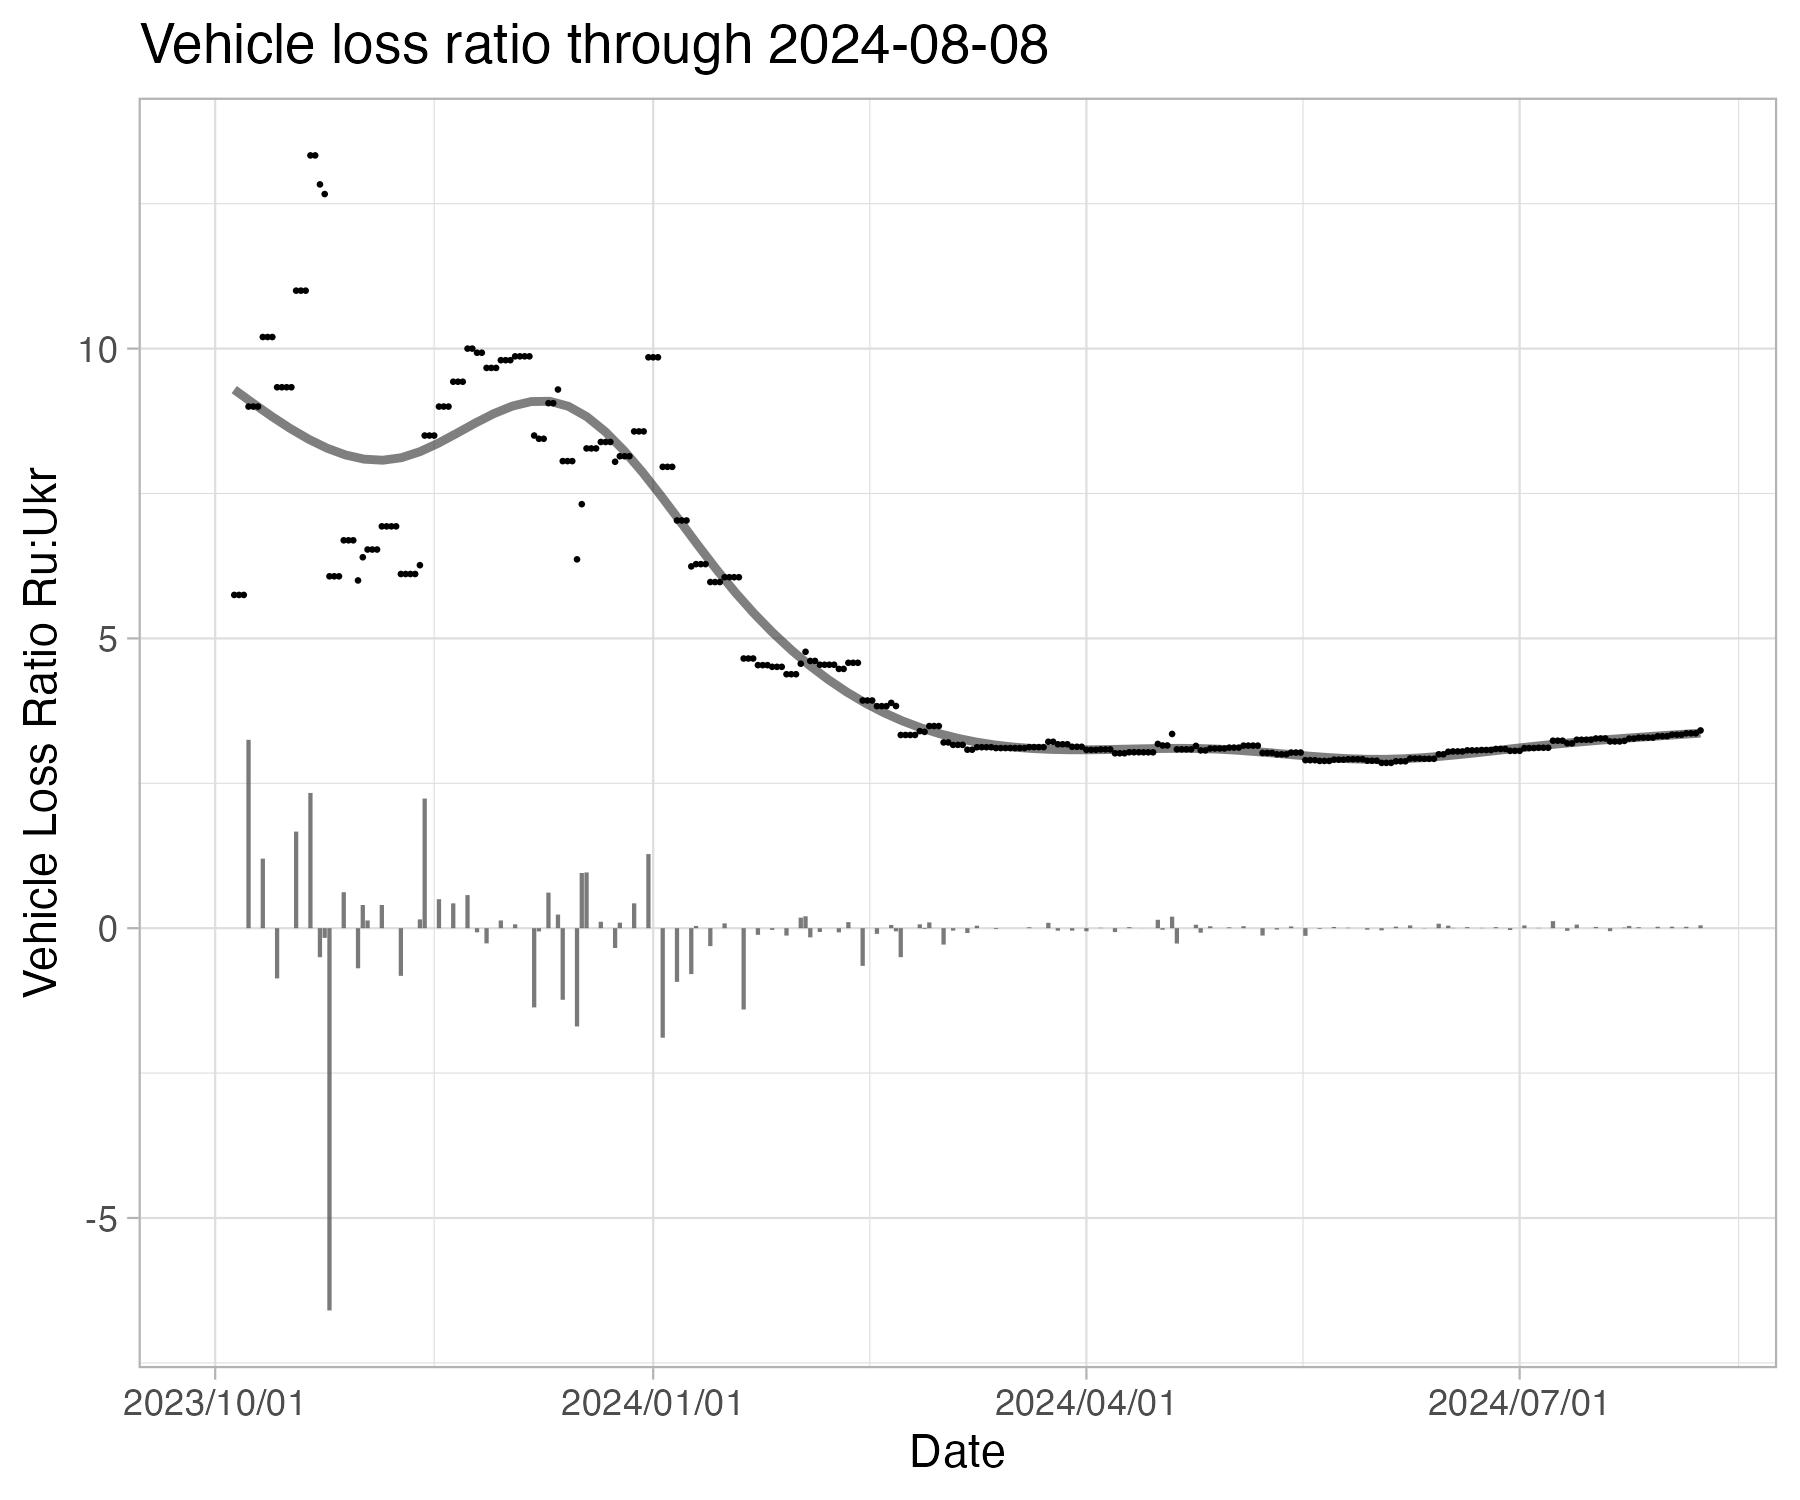 Vehicle loss ratio through 2024-08-08
Vehicle Loss Ratio Ru:Ukr
10
5
0
-5
2023/10/01
2024/01/01
2024/04/01
2024/07/01
Date